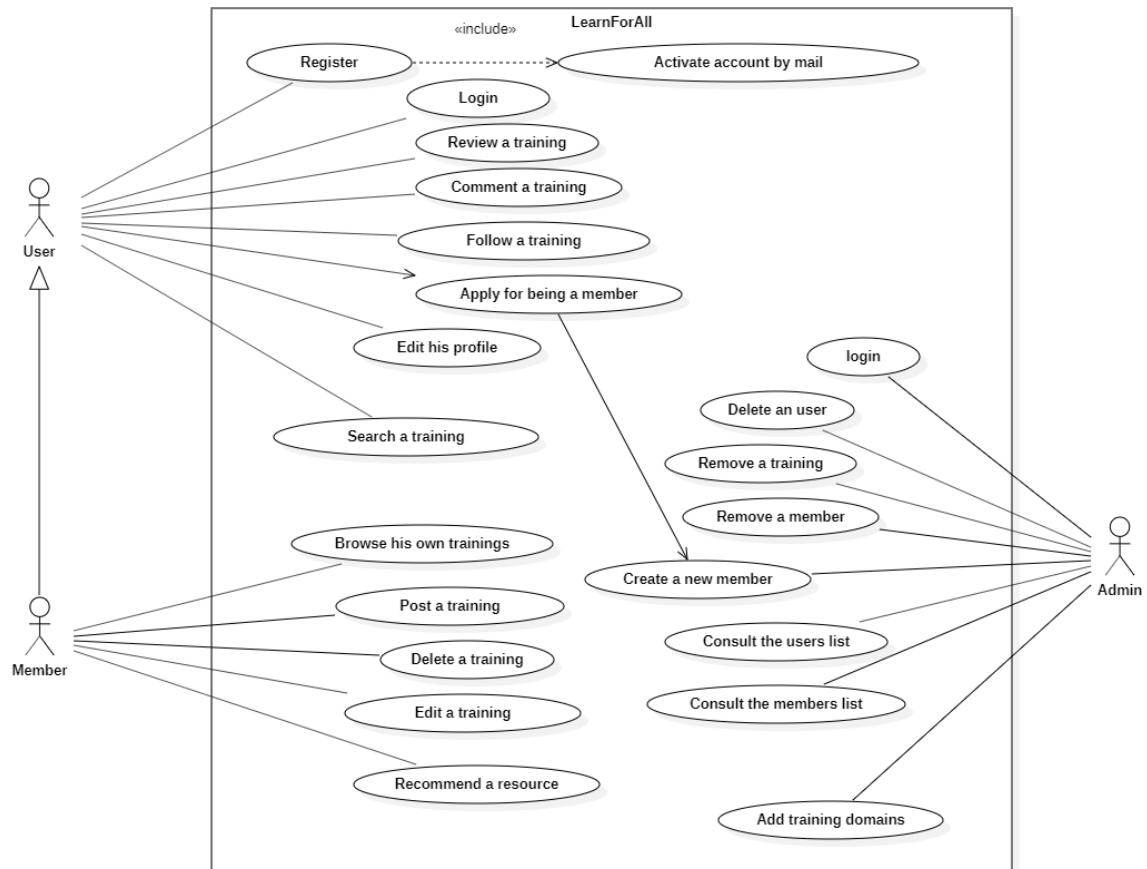 LearnForAll
«include»
Register
Activate account by mail
Login
Review a training
Comment a training
User
Follow a training
Apply for being a member
Edit his profile
login
Delete an user
Search a training
Remove a training
Remove a member
Browse his own trainings
Create a new member
Admin
Post a training
Consult the users list
Delete a training
Member
Consult the members list
Edit a training
Recommend a resource
Add training domains